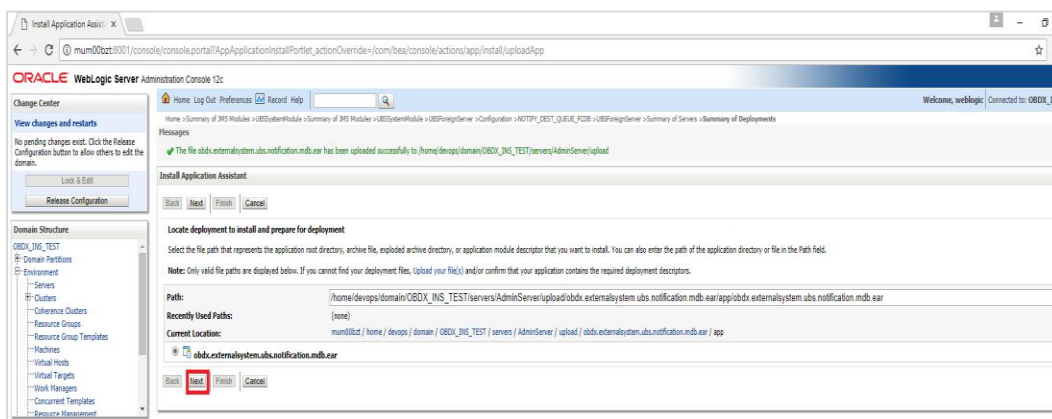 Install Application Assist
mum00bzt:8001/console/console.portal?AppApplicationInstallPortlet_actionOverride=/com/bea/console/actions/app/install/uploadApp
ORACLE WebLogic Server Administration Console 12c
Change Center
View changes and restarts
No pending changes exist. Click the Release
Configuration button to allow others to edit the
domain.
Lock & Edit
Release Configuration
Domain Structure
OBDX_INS_TEST
Domain Partitions
Environment
Servers
Clusters
Coherence Clusters
Resource Groups
Resource Group Templates
Machines
Virtual Hosts
Virtual Targets
Work Managers
Concurrent Templates
Resource Management
Home Log Out Preferences Record Help
Welcome, weblogic Connected to: OBDX_I
Home >Summary of JMS Modules >UBSSystemModule >Summary of JMS Modules >UBSSystemModule >UBSForeignServer >Configuration >NOTIFY_DEST_QUEUE_FCDB >UBSForeignServer >Summary of Servers >Summary of Deployments
Messages
The file obdx.externalsystem.ubs.notification.mdb.ear has been uploaded successfully to /home/devops/domain/OBDX_INS_TEST/servers/AdminServer/upload
Install Application Assistant
Back Next Finish Cancel
Locate deployment to install and prepare for deployment
Select the file path that represents the application root directory, archive file, exploded archive directory, or application module descriptor that you want to install. You can also enter the path of the application directory or file in the Path field.
Note: Only valid file paths are displayed below. If you cannot find your deployment files, Upload your file(s) and/or confirm that your application contains the required deployment descriptors.
Path: /home/devops/domain/OBDX_INS_TEST/servers/AdminServer/upload/obdx.externalsystem.ubs.notification.mdb.ear/app/obdx.externalsystem.ubs.notification.mdb.ear
Recently Used Paths: (none)
Current Location: mum00bzt / home / devops / domain / OBDX_INS_TEST / servers / AdminServer / upload / obdx.externalsystem.ubs.notification.mdb.ear / app
obdx.externalsystem.ubs.notification.mdb.ear
Back Next Finish Cancel